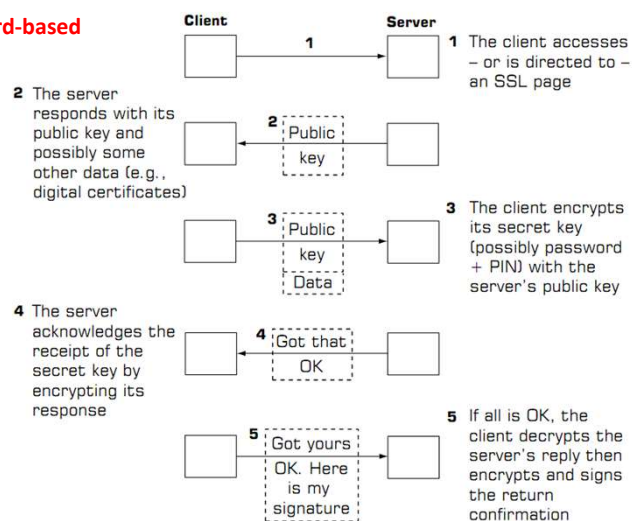 rd-based
Client
Server
1
1 The client accesses
– or is directed to –
an SSL page
2 The server
responds with its
public key and
possibly some
other data (e.g.,
digital certificates)
2 Public
key
3 Public
key
Data
3 The client encrypts
its secret key
(possibly password
+ PIN) with the
server's public key
4 The server
acknowledges the
receipt of the
secret key by
encrypting its
response
4 Got that
OK
5 Got yours
OK. Here
is my
signature
5 If all is OK, the
client decrypts the
server's reply then
encrypts and signs
the return
confirmation